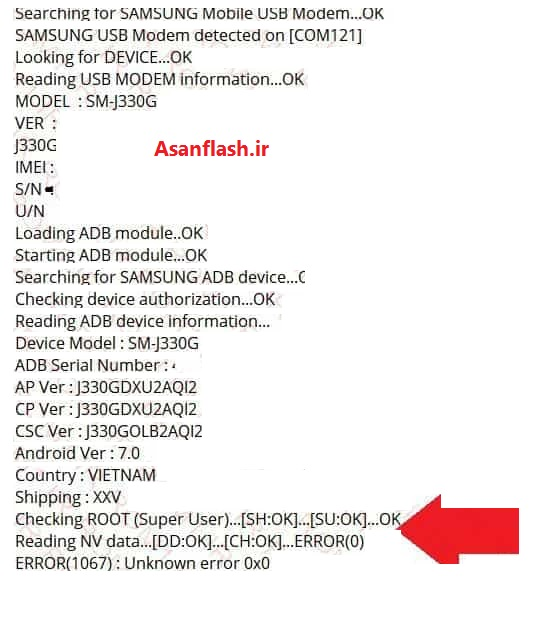 Searching for SAMSUNG Mobile USB Modem...OK
SAMSUNG USB Modem detected on [COM121]
Looking for DEVICE...OK
Reading USB MODEM information...OK
MODEL : SM-J330G
VER :
J330G
Asanflash.ir
IMEI :
S/N
U/N
Loading ADB module..OK
Starting ADB module...OK
Searching for SAMSUNG ADB device...
Checking device authorization...OK
Reading ADB device information...
Device Model : SM-J330G
ADB Serial Number :
AP Ver : J330GDXU2AQI2
CP Ver : J330GDXU2AQI2
CSC Ver : J330GOLB2AQI2
Android Ver : 7.0
Country : VIETNAM
Shipping : XXV
Checking ROOT (Super User)...[SH:OK]...[SU:OK]...OK
Reading NV data...[DD:OK]...[CH:OK]...ERROR(0)
ERROR(1067) : Unknown error 0x0